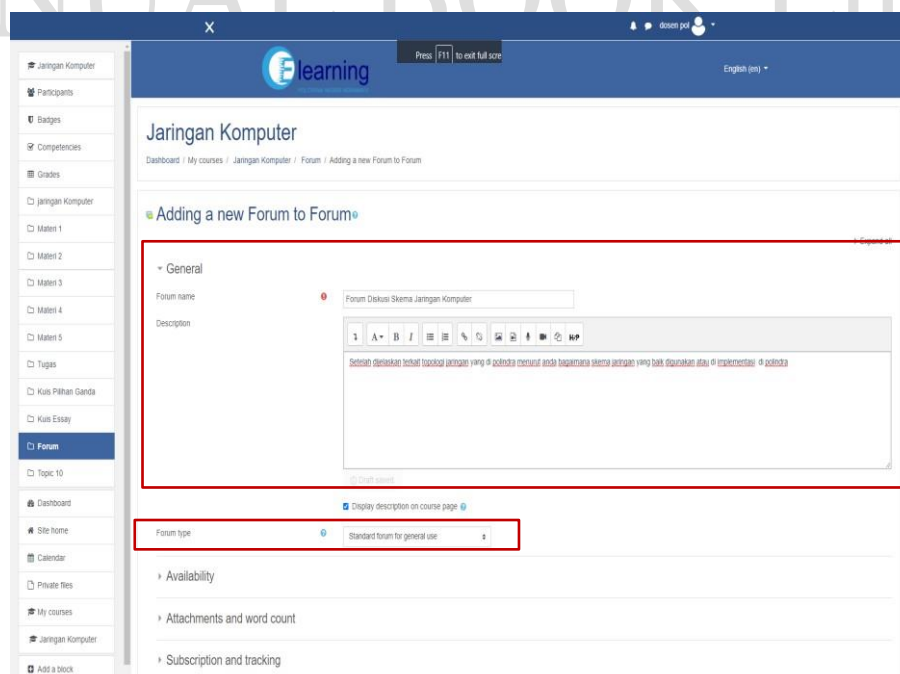 dosen pol
Press F11 to exit full scre
Elearning
English (en)
Jaringan Komputer
Participants
Badges
Competencies
Grades
jaringan Komputer
Materi 1
Materi 2
Materi 3
Materi 4
Materi 5
Tugas
Kuis Pilihan Ganda
Kuis Essay
Forum
Topic 10
Dashboard
Site home
Calendar
Private files
My courses
Jaringan Komputer
Add a block
Jaringan Komputer
Dashboard / My courses / Jaringan Komputer / Forum / Adding a new Forum to Forum
Adding a new Forum to Forum
Expand all
General
Forum name
Forum Diskusi Skema Jaringan Komputer
Description
A B I H-P
Setelah dijelaskan terkait topologi jaringan yang di polindra menurut anda bagaimana skema jaringan yang baik digunakan atau di implementasi di polindra
Draft saved
Display description on course page
Forum type
Standard forum for general use
Availability
Attachments and word count
Subscription and tracking